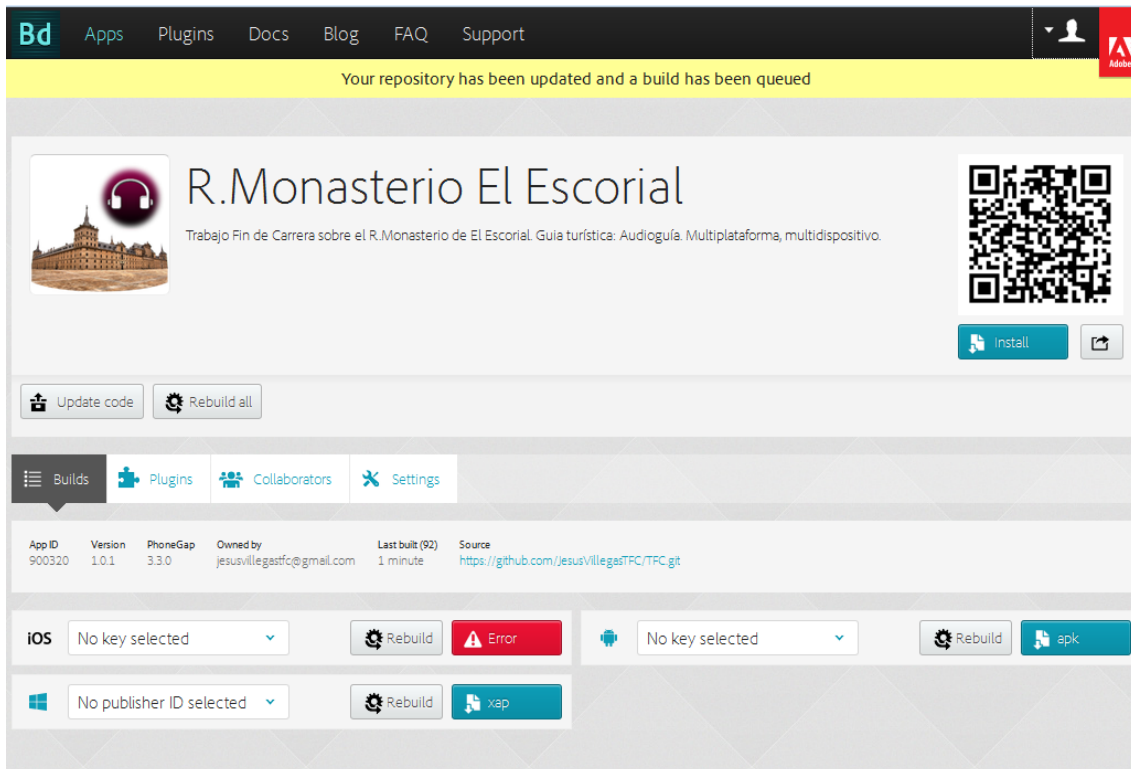 Bd Apps Plugins Docs Blog FAQ Support
Adobe
Your repository has been updated and a build has been queued
R.Monasterio El Escorial
Trabajo Fin de Carrera sobre el R.Monasterio de El Escorial. Guia turística: Audioguía. Multiplataforma, multidispositivo.
Install
Update code Rebuild all
Builds Plugins Collaborators Settings
App ID Version PhoneGap Owned by Last built (92) Source
900320 1.0.1 3.3.0 jesusvillegastfc@gmail.com 1 minute https://github.com/JesusVillegasTFC/TFC.git
iOS No key selected Rebuild Error No key selected Rebuild apk
No publisher ID selected Rebuild xap